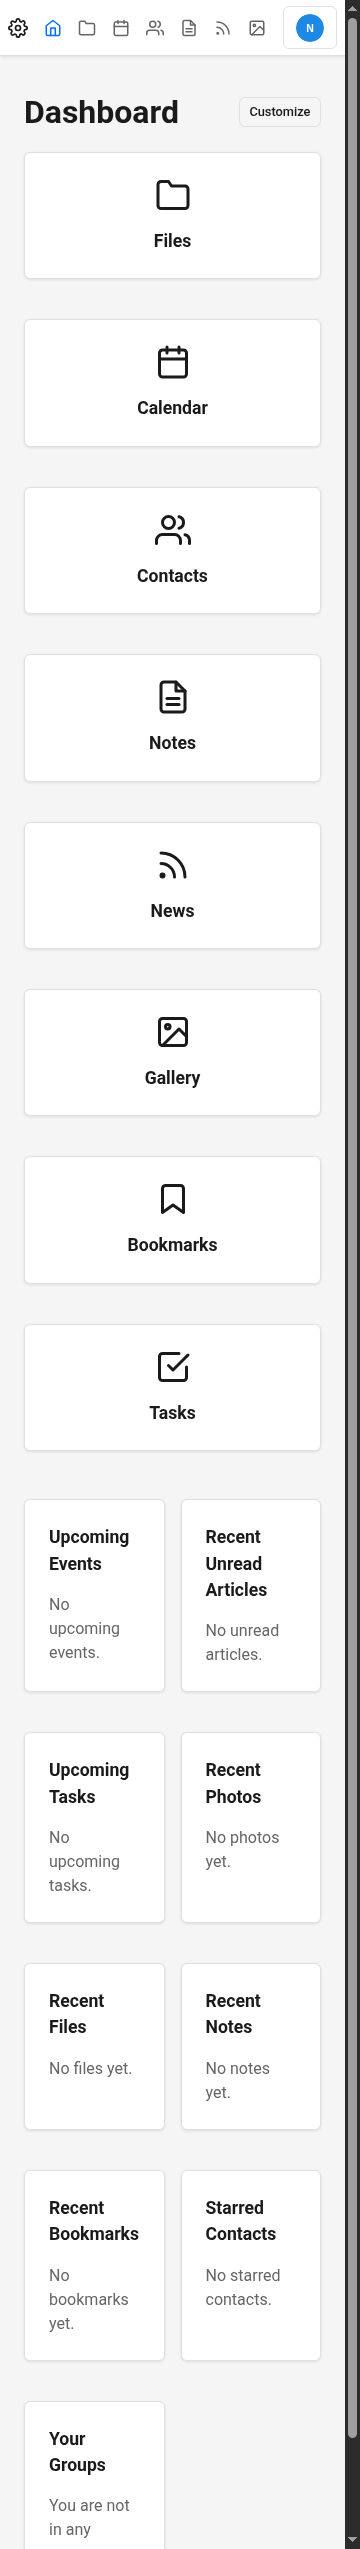 N
Dashboard
Customize
Files
Calendar
Contacts
Notes
News
Gallery
Bookmarks
Tasks
Upcoming
Events
No
upcoming
events.
Recent
Unread
Articles
No unread
articles.
Upcoming
Tasks
No
upcoming
tasks.
Recent
Photos
No photos
yet.
Recent
Files
No files yet.
Recent
Notes
No notes
yet.
Recent
Bookmarks
No
bookmarks
yet.
Starred
Contacts
No starred
contacts.
Your
Groups
You are not
in any